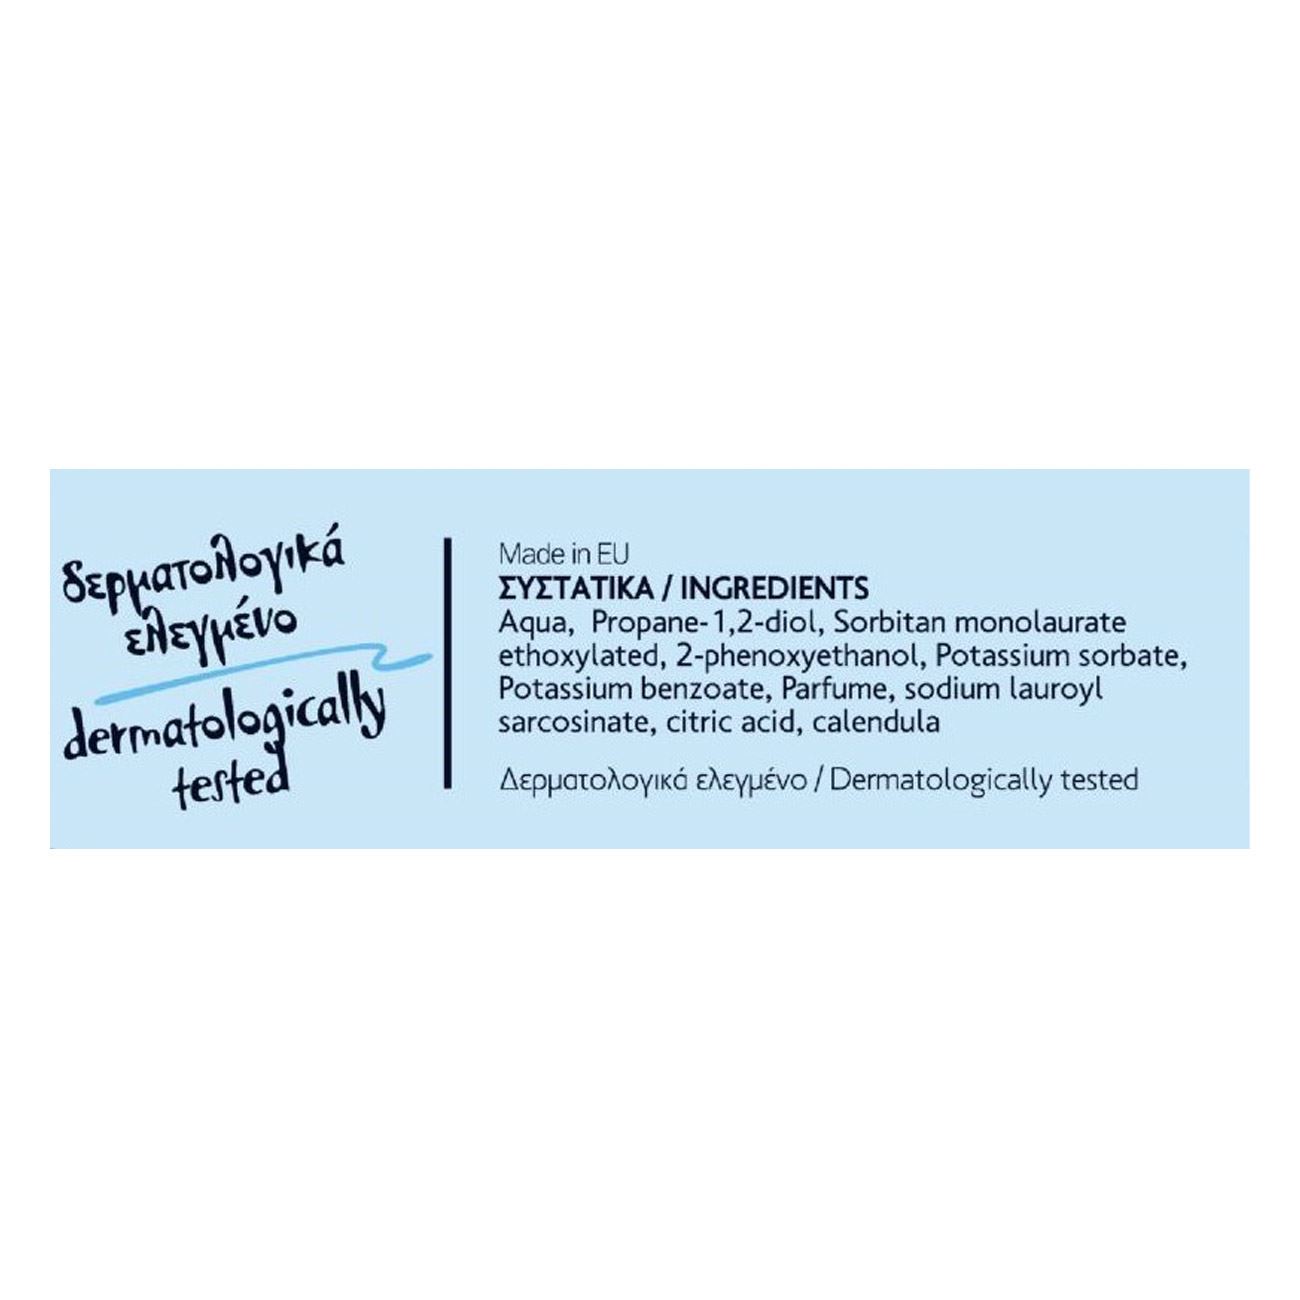 δερματολογικά
ελεγμένο
dermatologically
tested
Made in EU
ΣΥΣΤΑΤΙΚΑ / INGREDIENTS
Aqua, Propane-1,2-diol, Sorbitan monolaurate
ethoxylated, 2-phenoxyethanol, Potassium sorbate,
Potassium benzoate, Parfume, sodium lauroyl
sarcosinate, citric acid, calendula
Δερματολογικά ελεγμένο / Dermatologically tested